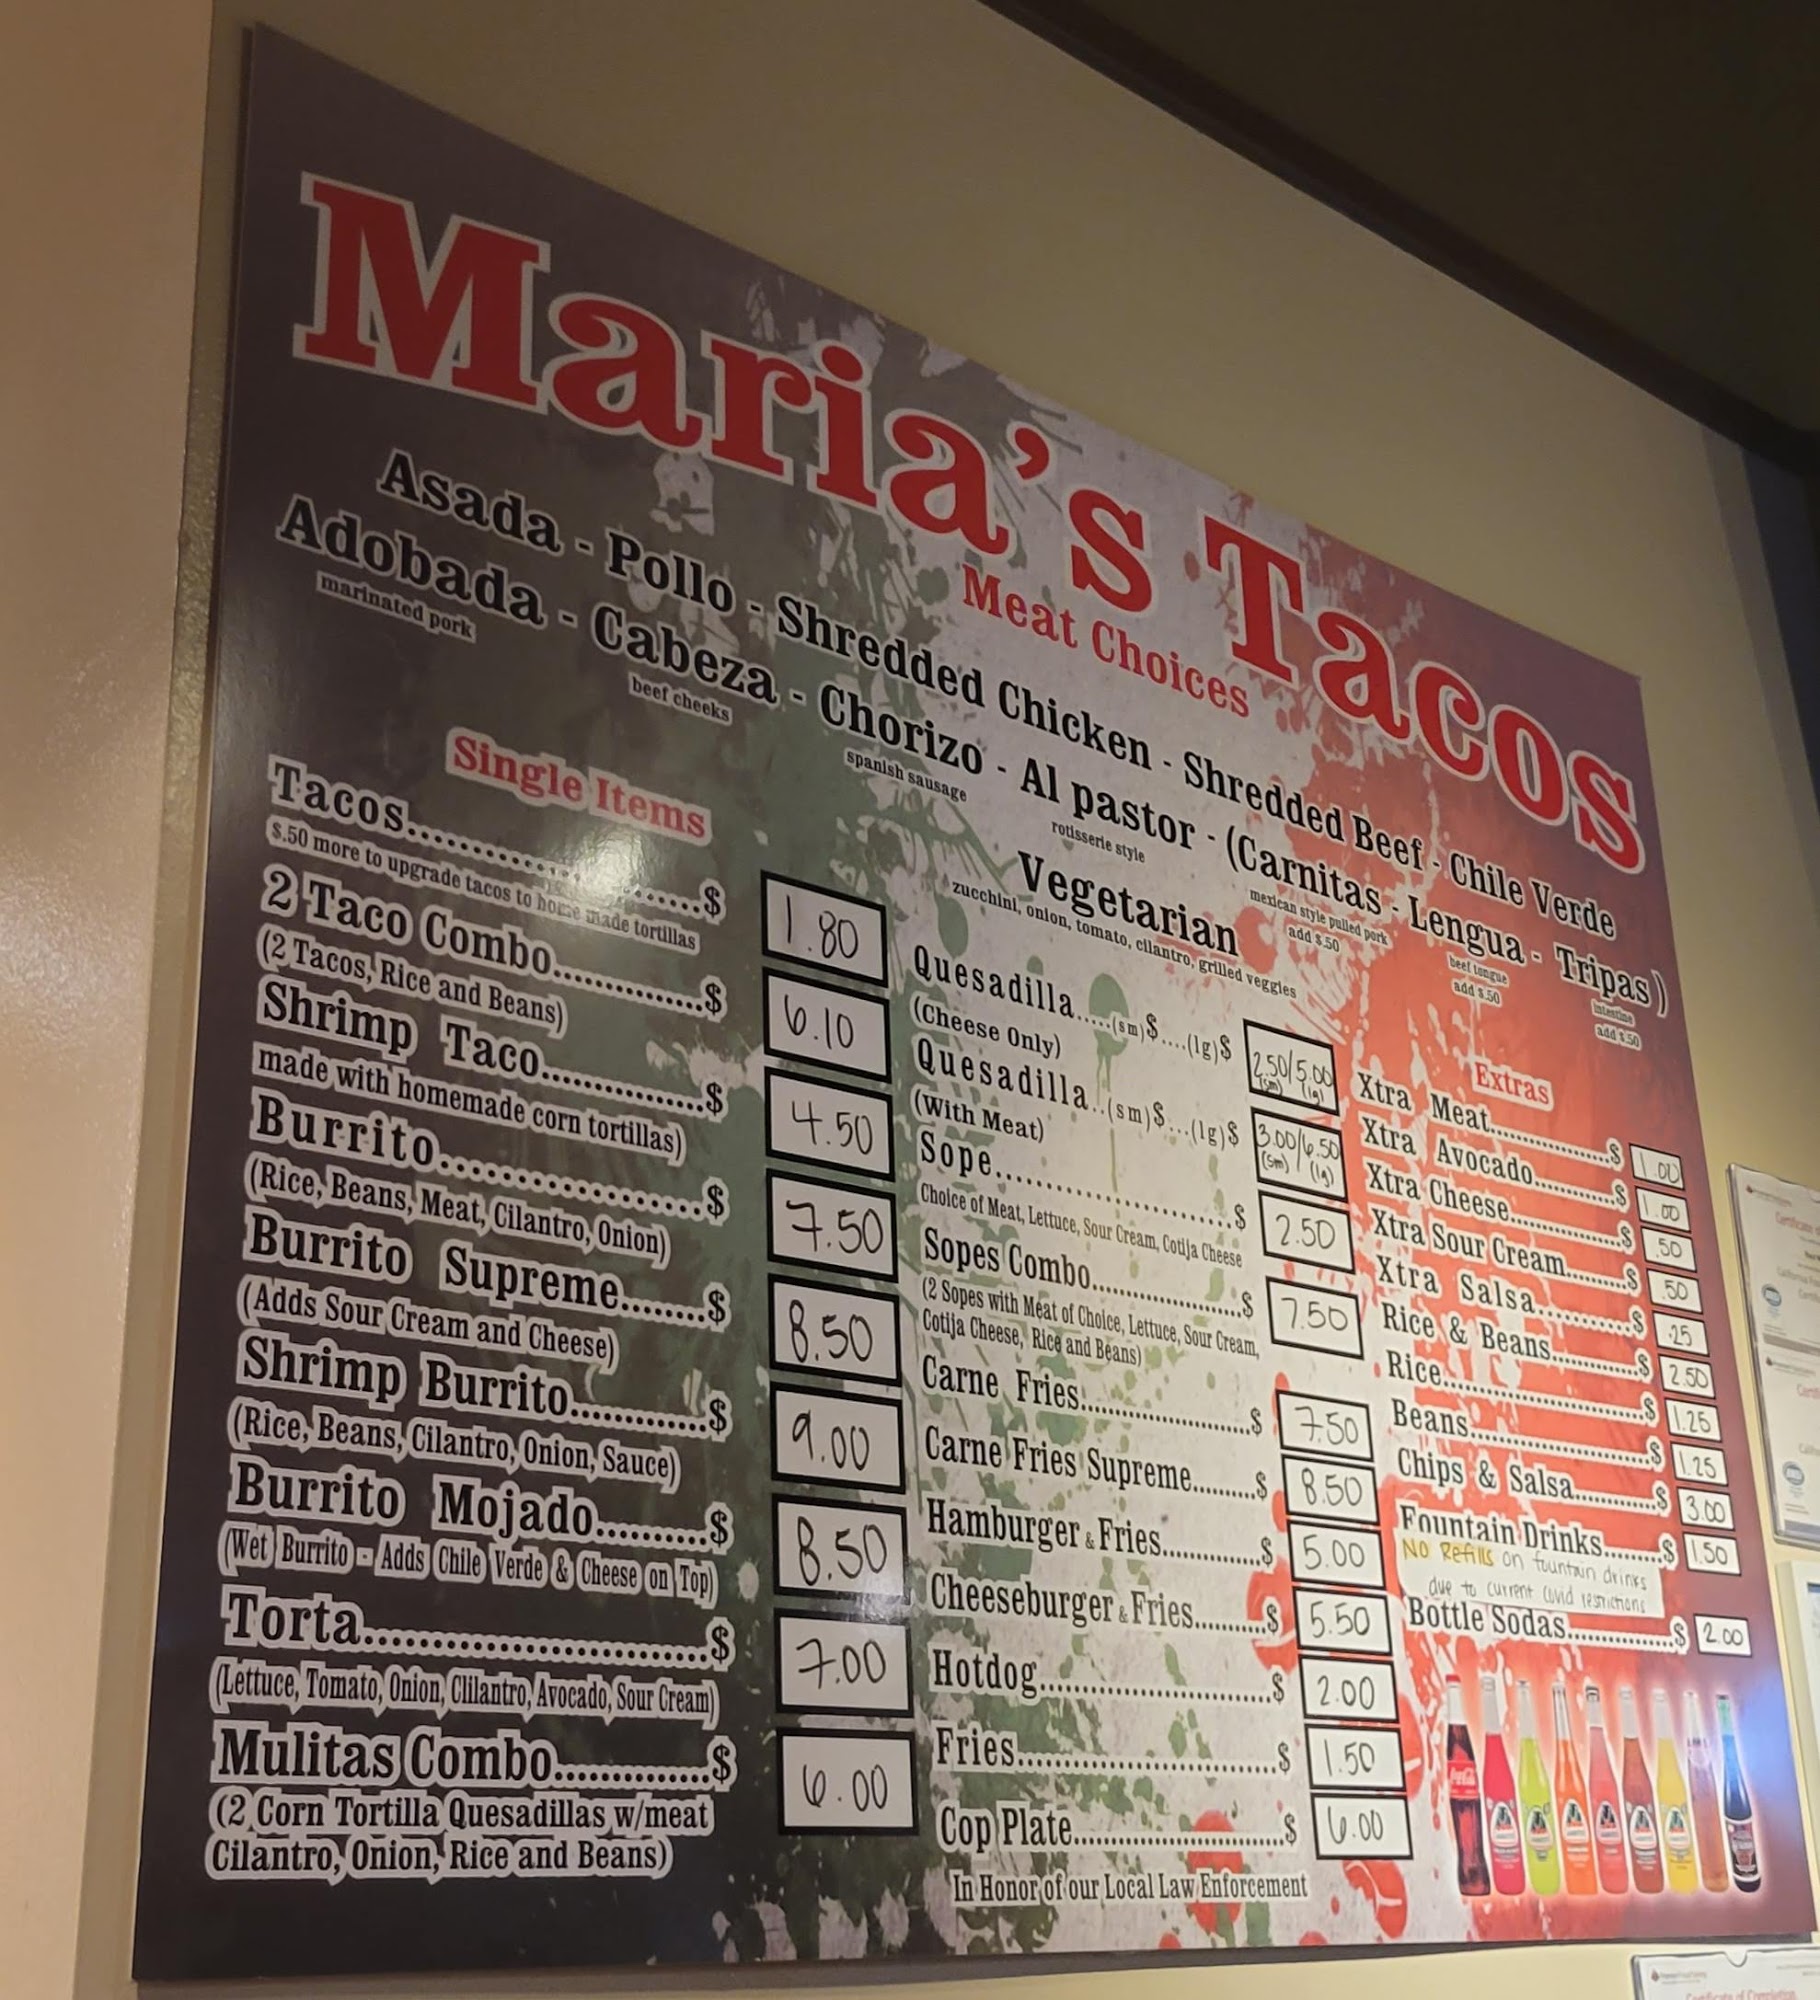 Maria's Tacos
Meat Choices
Asada - Pollo - Shredded Chicken - Shredded Beef - Chile Verde
Adobada - Cabeza - Chorizo - Al pastor - (Carnitas - Lengua - Tripas )
marinated pork
beef cheeks
spanish sausage
rotisserie style
mexican style pulled pork
add $.50
beef tongue
add $.50
intestine
add $.50
Vegetarian
zucchini, onion, tomato, cilantro, grilled veggies
Single Items
Tacos..............................$ 1.80
$.50 more to upgrade tacos to home made tortillas
2 Taco Combo..............$ 6.10
(2 Tacos, Rice and Beans)
Shrimp Taco...............$ 4.50
made with homemade corn tortillas)
Burrito.........................$ 7.50
(Rice, Beans, Meat, Cilantro, Onion)
Burrito Supreme.......$ 8.50
(Adds Sour Cream and Cheese)
Shrimp Burrito............$ 9.00
(Rice, Beans, Cilantro, Onion, Sauce)
Burrito Mojado.........$ 8.50
(Wet Burrito - Adds Chile Verde & Cheese on Top)
Torta..............................$ 7.00
(Lettuce, Tomato, Onion, Clilantro, Avocado, Sour Cream)
Mulitas Combo.............$ 6.00
(2 Corn Tortilla Quesadillas w/meat
Cilantro, Onion, Rice and Beans)
Quesadilla.....(sm)$....(lg)$ 2.50/5.00
(sm) (lg)
(Cheese Only)
Quesadilla..(sm)$...(lg)$ 3.00/6.50
(sm) (lg)
(With Meat)
Sope..........................$ 2.50
Choice of Meat, Lettuce, Sour Cream, Cotija Cheese
Sopes Combo................$ 7.50
(2 Sopes with Meat of Choice, Lettuce, Sour Cream,
Cotija Cheese, Rice and Beans)
Carne Fries......................$ 7.50
Carne Fries Supreme.........$ 8.50
Hamburger & Fries.............$ 5.00
Cheeseburger & Fries.........$ 5.50
Hotdog..............................$ 2.00
Fries..................................$ 1.50
Cop Plate...........................$ 6.00
In Honor of our Local Law Enforcement
Extras
Xtra Meat...............$ 1.00
Xtra Avocado...........$ 1.00
Xtra Cheese..............$ .50
Xtra Sour Cream........$ .50
Xtra Salsa............$ .25
Rice & Beans...........$ 2.50
Rice..........................$ 1.25
Beans.......................$ 1.25
Chips & Salsa...........$ 3.00
Fountain Drinks.......$ 1.50
No Refills on fountain drinks
due to current Covid restrictions
Bottle Sodas..............$ 2.00
Coca-Cola
Certificate of Completion